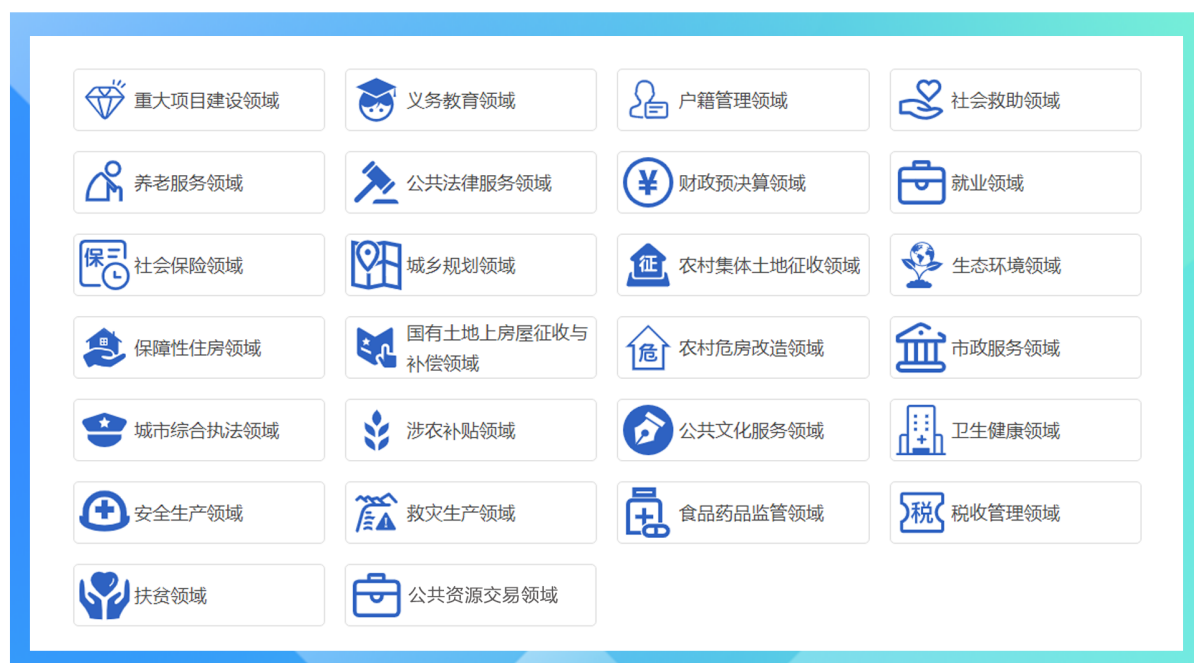 重大项目建设领域
义务教育领域
户籍管理领域
社会救助领域
养老服务领域
公共法律服务领域
¥
财政预决算领域
就业领域
保
社会保险领域
城乡规划领域
征
农村集体土地征收领域
生态环境领域
保障性住房领域
国有土地上房屋征收与
补偿领域
危
农村危房改造领域
市政服务领域
城市综合执法领域
涉农补贴领域
公共文化服务领域
卫生健康领域
安全生产领域
救灾生产领域
食品药品监管领域
税
税收管理领域
扶贫领域
公共资源交易领域